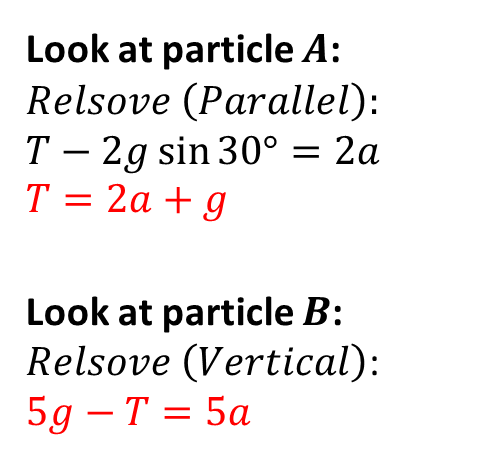 Look at particle A:
Relsove (Parallel):
T − 2g sin 30° = 2a
T = 2a + g
Look at particle B:
Relsove (Vertical):
5g − T = 5a